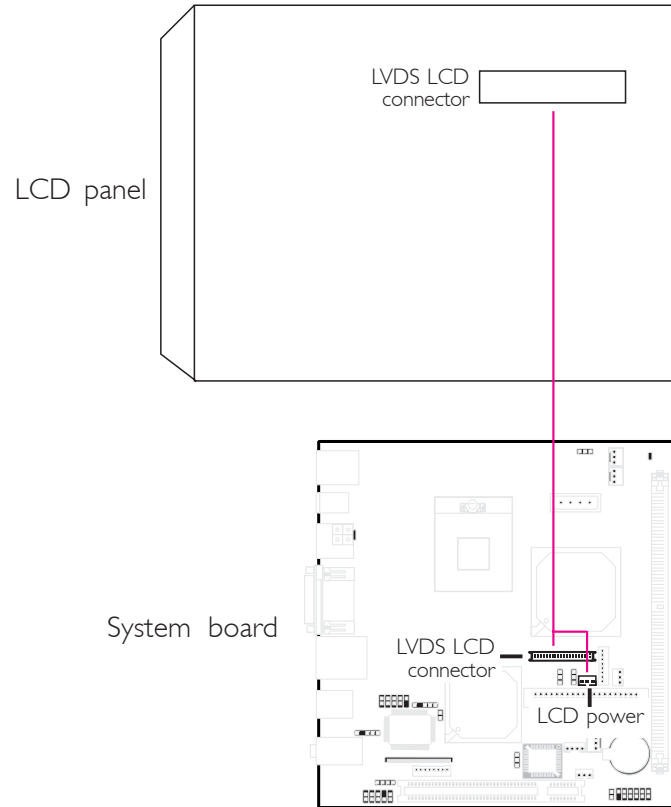 LVDS LCD
connector
LCD panel
System board
LVDS LCD
connector
LCD power